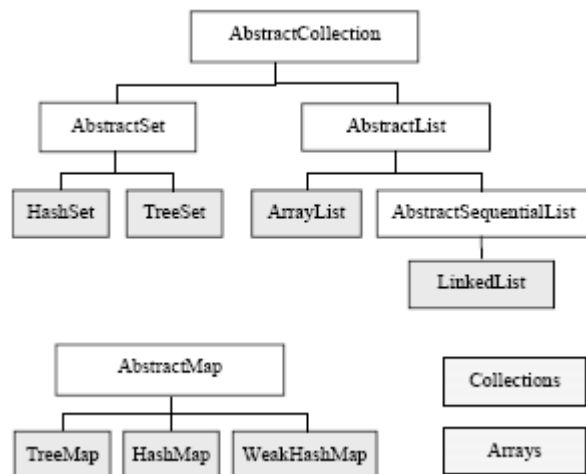 AbstractCollection
AbstractSet
AbstractList
HashSet
TreeSet
ArrayList
AbstractSequentialList
LinkedList
AbstractMap
Collections
TreeMap
HashMap
WeakHashMap
Arrays